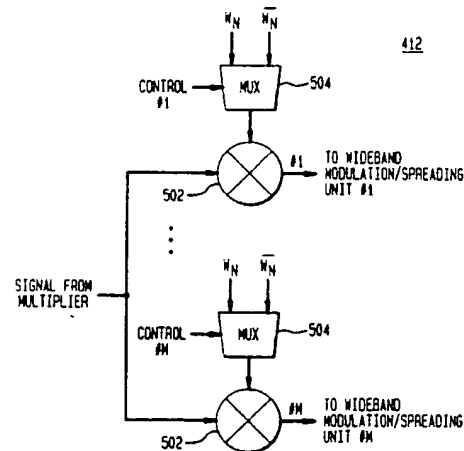 W_N  W̅_N
412
CONTROL #1
MUX
504
502
#1
TO WIDEBAND
MODULATION/SPREADING
UNIT #1
SIGNAL FROM
MULTIPLIER
W_N  W̅_N
CONTROL #M
MUX
504
502
#M
TO WIDEBAND
MODULATION/SPREADING
UNIT #M